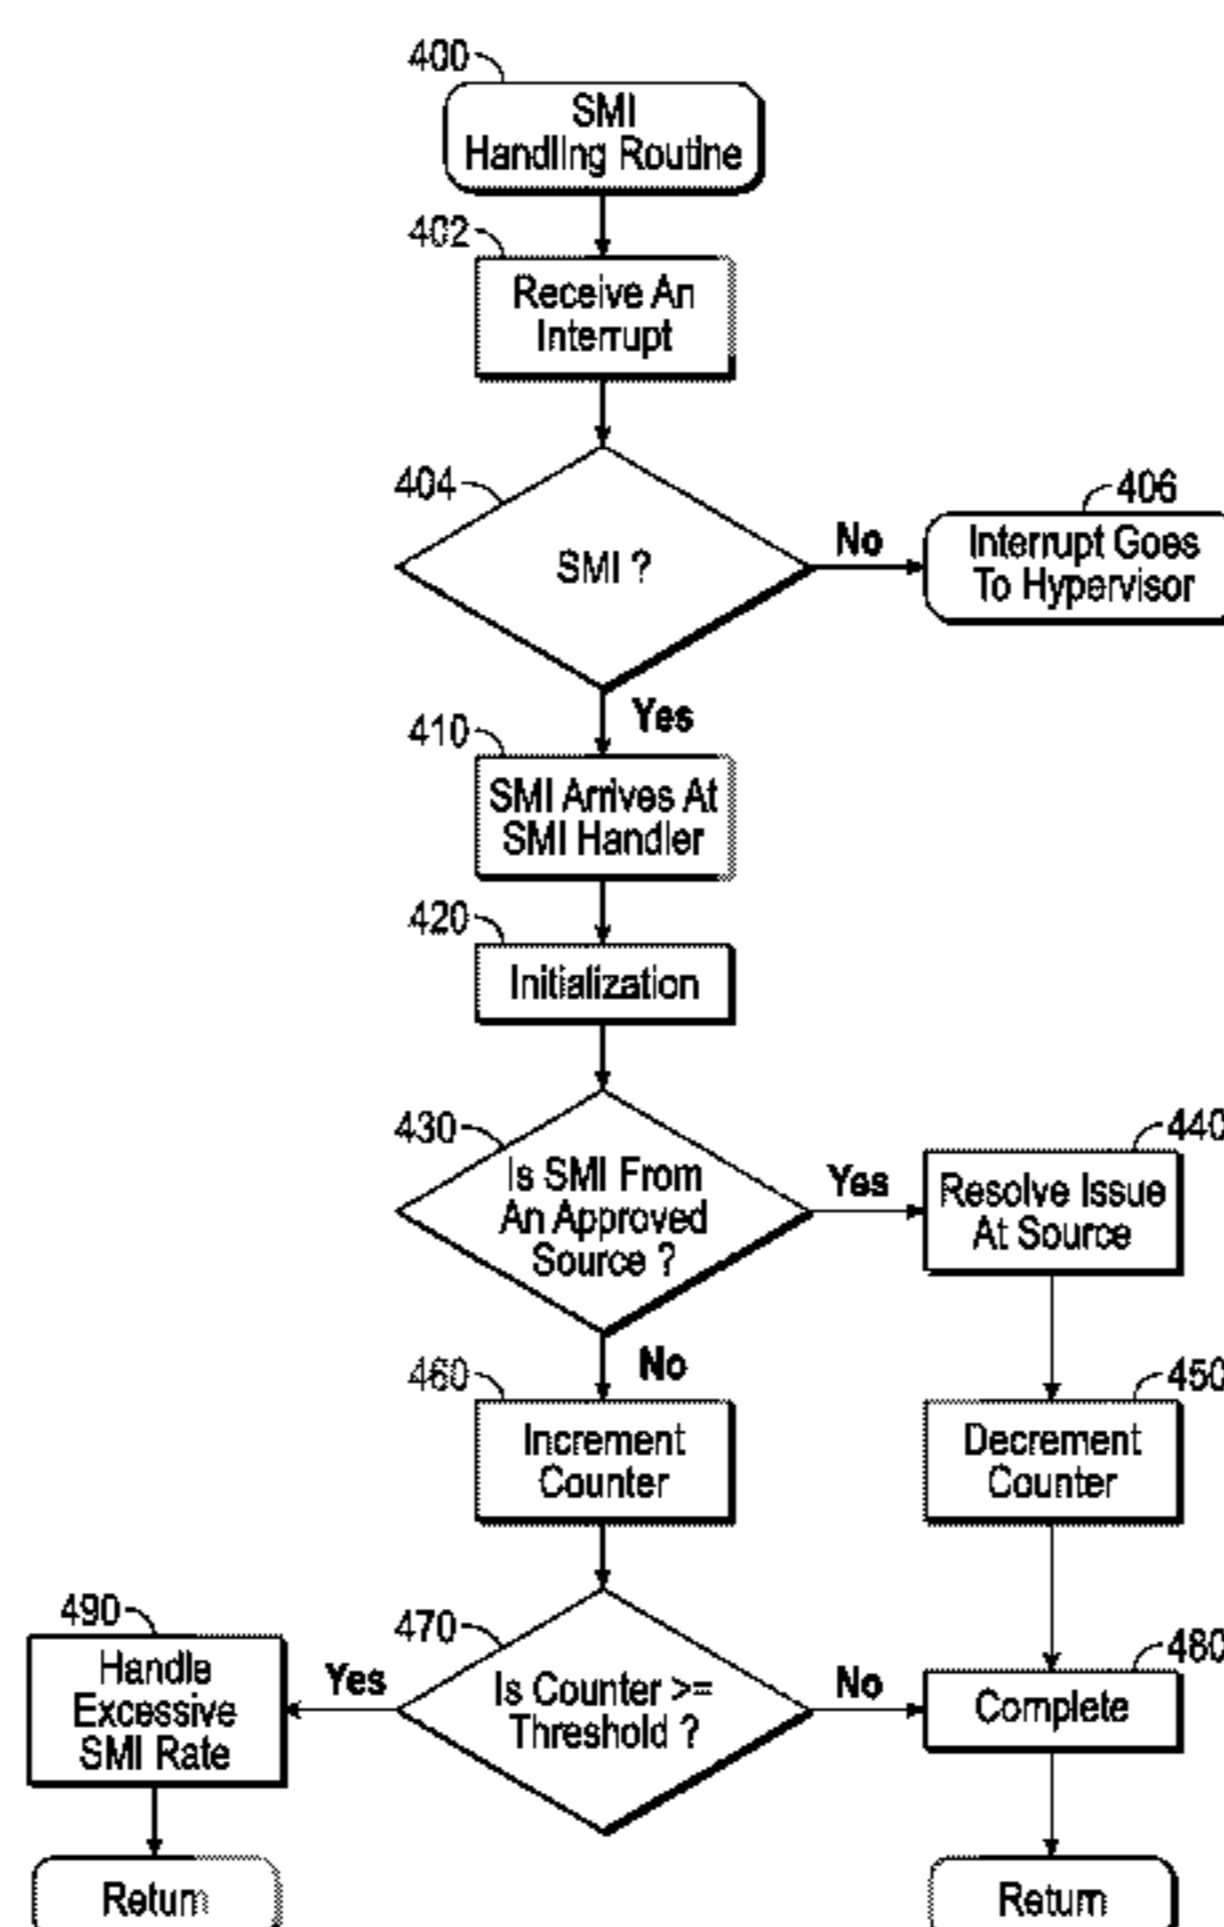 400
SMI
Handling Routine
402
Receive An
Interrupt
404
SMI ?
No
406
Interrupt Goes
To Hypervisor
Yes
410
SMI Arrives At
SMI Handler
420
Initialization
430
Is SMI From
An Approved
Source ?
Yes
440
Resolve Issue
At Source
No
460
Increment
Counter
450
Decrement
Counter
470
Is Counter >=
Threshold ?
Yes
490
Handle
Excessive
SMI Rate
No
480
Complete
Return
Return